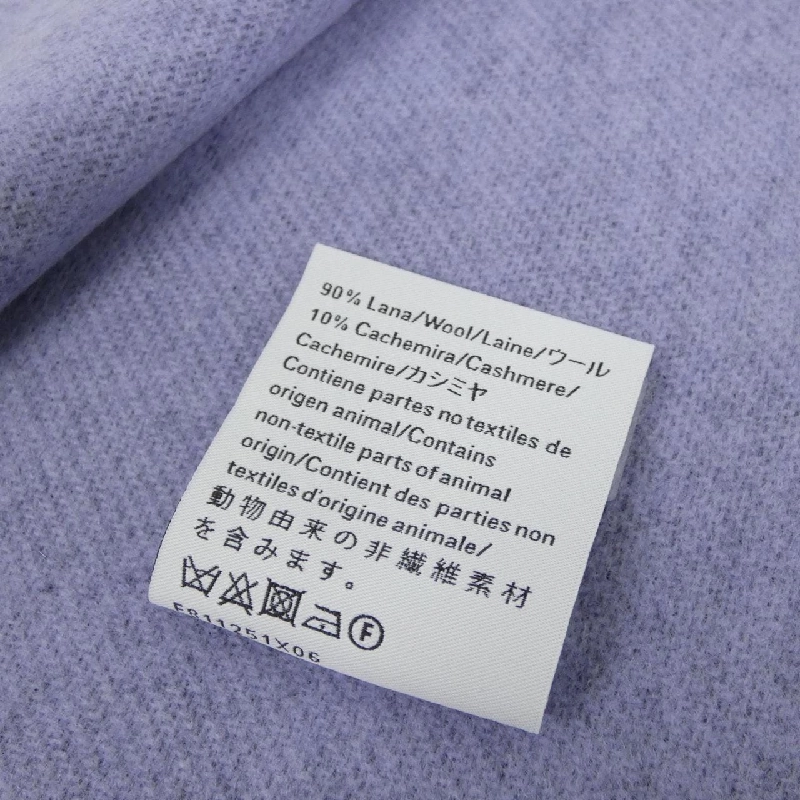 90% Lana/Wool/Laine/ウール
10% Cachemira/Cashmere/
Cachemire/カシミヤ
Contiene partes no textiles de
origen animal/Contains
non-textile parts of animal
origin/Contient des parties non
textiles d'origine animale/
動物由来の非繊維素材
を含みます。
F
F811251X06